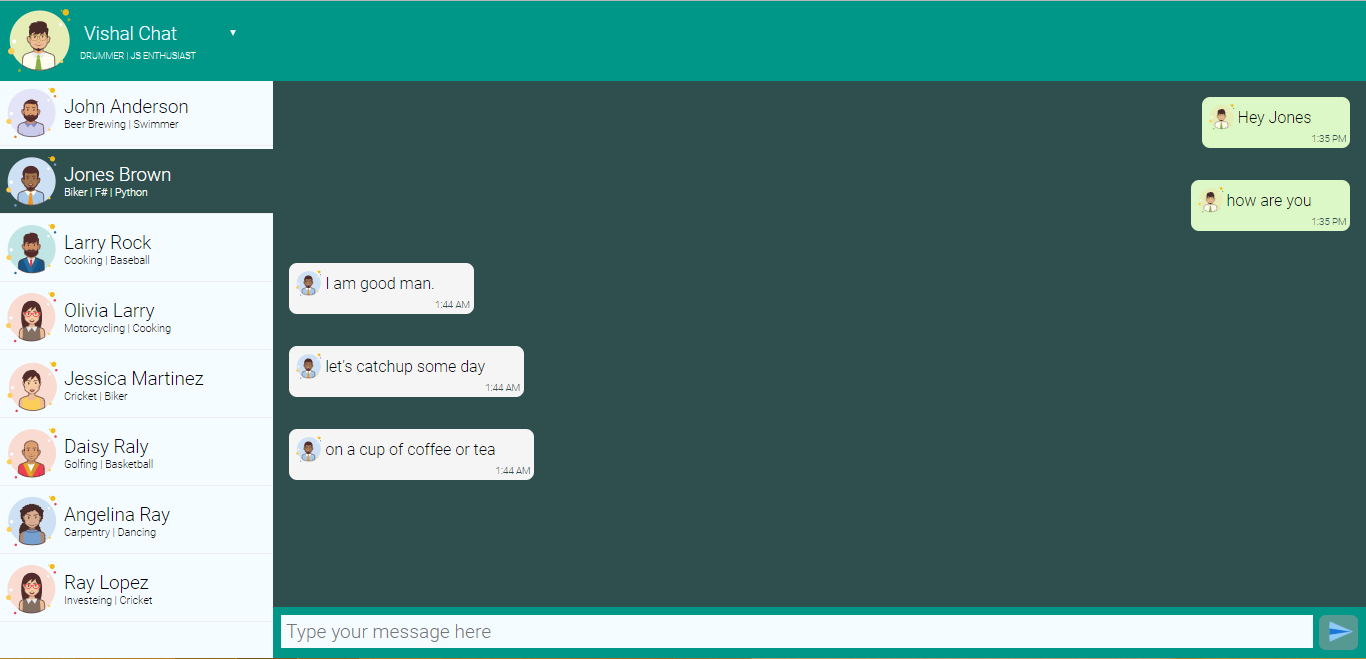 Vishal Chat
DRUMMER | JS ENTHUSIAST
John Anderson
Beer Brewing | Swimmer
Jones Brown
Biker | F# | Python
Larry Rock
Cooking | Baseball
Olivia Larry
Motorcycling | Cooking
Jessica Martinez
Cricket | Biker
Daisy Raly
Golfing | Basketball
Angelina Ray
Carpentry | Dancing
Ray Lopez
Investeing | Cricket
Hey Jones
1:35 PM
how are you
1:35 PM
I am good man.
1:44 AM
let's catchup some day
1:44 AM
on a cup of coffee or tea
1:44 AM
Type your message here